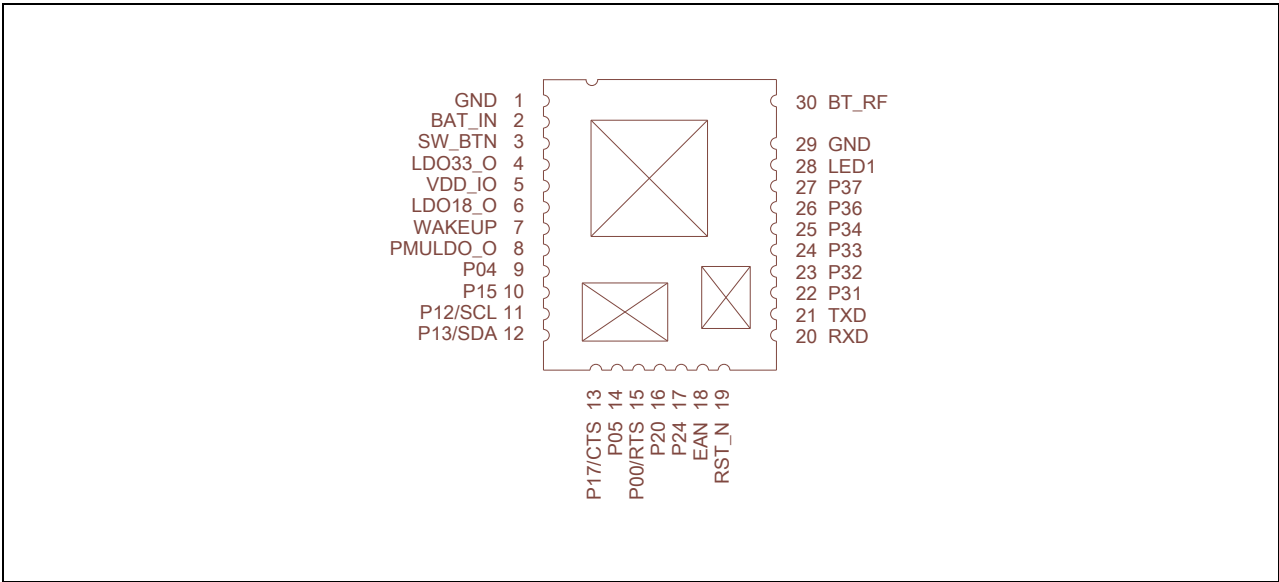 GND 1
BAT_IN 2
SW_BTN 3
LDO33_O 4
VDD_IO 5
LDO18_O 6
WAKEUP 7
PMULDO_O 8
P04 9
P15 10
P12/SCL 11
P13/SDA 12
P17/CTS 13
P05 14
P00/RTS 15
P20 16
P24 17
EAN 18
RST_N 19
30 BT_RF
29 GND
28 LED1
27 P37
26 P36
25 P34
24 P33
23 P32
22 P31
21 TXD
20 RXD